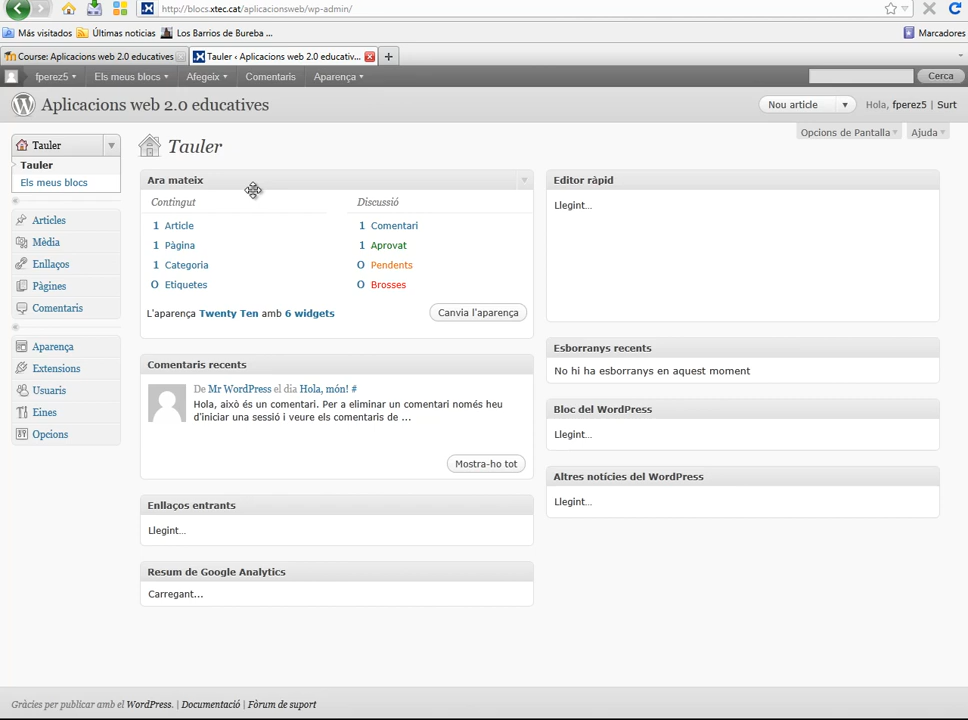 http://blocs.xtec.cat/aplicacionsweb/wp-admin/
Más visitados Últimas noticias Los Barrios de Bureba ... Marcadores
Course: Aplicacions web 2.0 educatives Tauler ‹ Aplicacions web 2.0 educativ...
fperez5 Els meus blocs Afegeix Comentaris Aparença Cerca
Aplicacions web 2.0 educatives Nou article Hola, fperez5 | Surt
Opcions de Pantalla Ajuda
Tauler
Tauler
Els meus blocs
Articles
Mèdia
Enllaços
Pàgines
Comentaris
Aparença
Extensions
Usuaris
Eines
Opcions
Tauler
Ara mateix
Contingut Discussió
1 Article 1 Comentari
1 Pàgina 1 Aprovat
1 Categoria 0 Pendents
0 Etiquetes 0 Brosses
L'aparença Twenty Ten amb 6 widgets Canvia l'aparença
Comentaris recents
De Mr WordPress el dia Hola, món! #
Hola, això és un comentari. Per a eliminar un comentari només heu
d'iniciar una sessió i veure els comentaris de ...
Mostra-ho tot
Enllaços entrants
Llegint...
Resum de Google Analytics
Carregant...
Editor ràpid
Llegint...
Esborranys recents
No hi ha esborranys en aquest moment
Bloc del WordPress
Llegint...
Altres notícies del WordPress
Llegint...
Gràcies per publicar amb el WordPress. | Documentació | Fòrum de suport